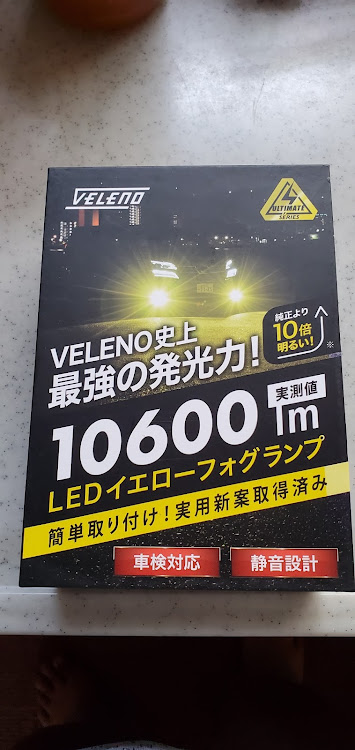 VELENO
4
ULTIMATE
SERIES
純正より
10倍
明るい!
※
VELENO史上
最強の発光力!
実測値
10600 lm
LEDイエローフォグランプ
簡単取り付け!実用新案取得済み
車検対応
静音設計